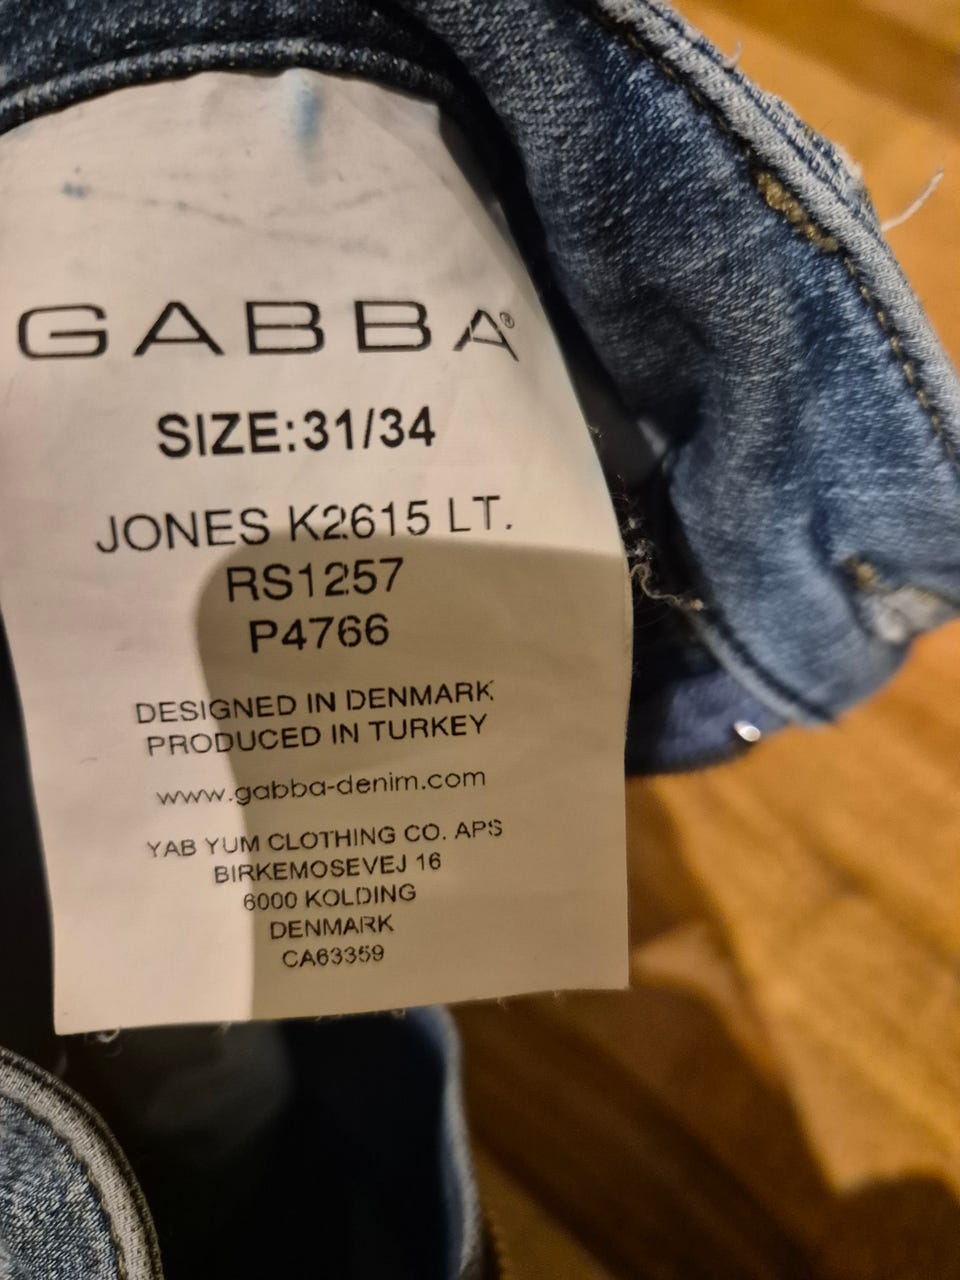 GABBA®
SIZE:31/34
JONES K2615 LT.
RS1257
P4766
DESIGNED IN DENMARK
PRODUCED IN TURKEY
www.gabba-denim.com
YAB YUM CLOTHING CO. APS
BIRKEMOSEVEJ 16
6000 KOLDING
DENMARK
CA63359